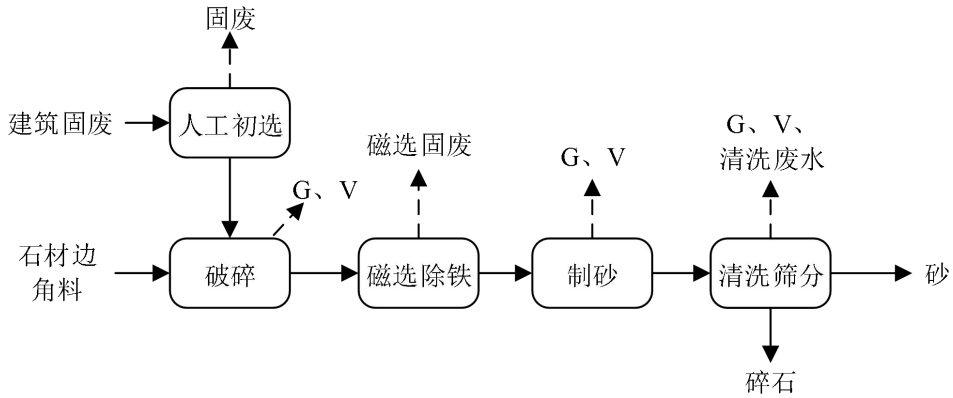 固废
建筑固废
人工初选
磁选固废
G、V
G、V、
清洗废水
G、V
石材边
角料
破碎
磁选除铁
制砂
清洗筛分
砂
碎石